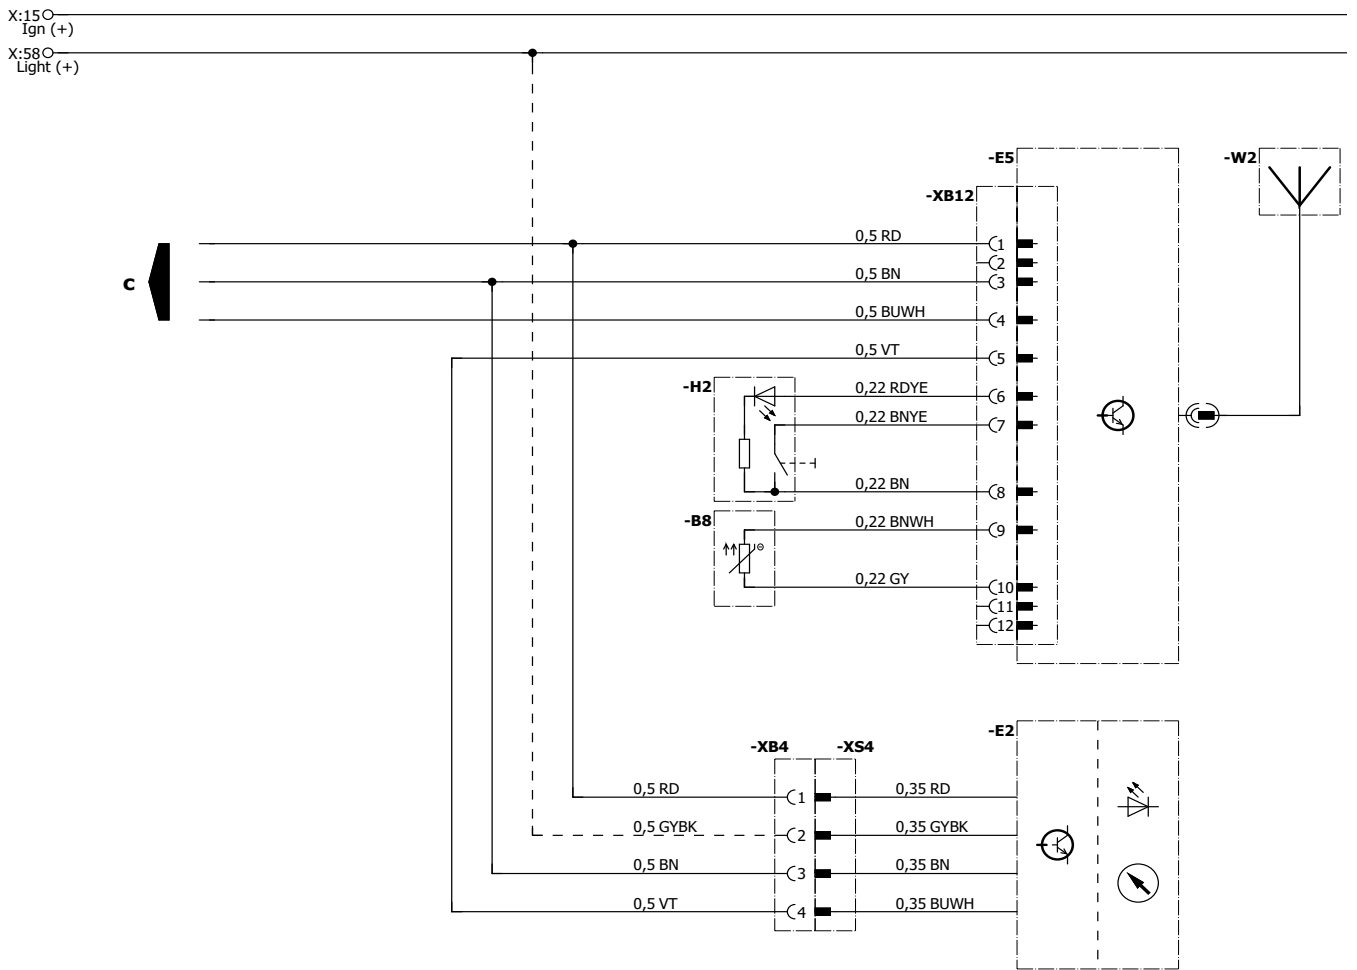 X:15
Ign (+)
X:58
Light (+)
-E5
-W2
-XB12
0,5 RD
1
2
C
0,5 BN
3
0,5 BUWH
4
0,5 VT
5
-H2
0,22 RDYE
6
0,22 BNYE
7
0,22 BN
8
-B8
0,22 BNWH
9
0,22 GY
10
11
12
-E2
-XB4
-XS4
0,5 RD
1
0,35 RD
0,5 GYBK
2
0,35 GYBK
0,5 BN
3
0,35 BN
0,5 VT
4
0,35 BUWH